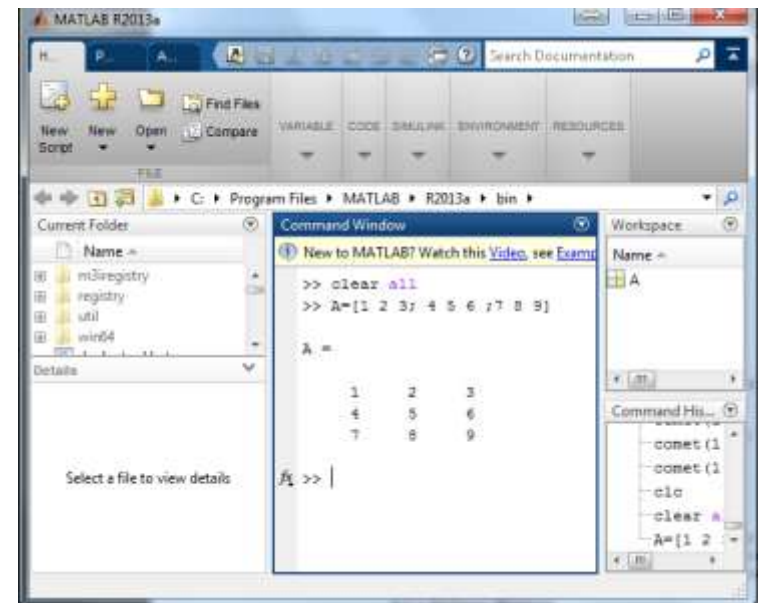 MATLAB R2013a
H... P... A... Search Documentation
New Script New Open Find Files Compare
FILE
VARIABLE CODE SIMULINK ENVIRONMENT RESOURCES
C: Program Files MATLAB R2013a bin
Current Folder
Name
m3iregistry
registry
util
win64
Details
Select a file to view details
Command Window
New to MATLAB? Watch this Video, see Examp
>> clear all
>> A=[1 2 3; 4 5 6 ;7 8 9]
A =
1 2 3
4 5 6
7 8 9
fx >>
Workspace
Name
A
Command His...
comet(1
comet(1
clc
clear a
A=[1 2